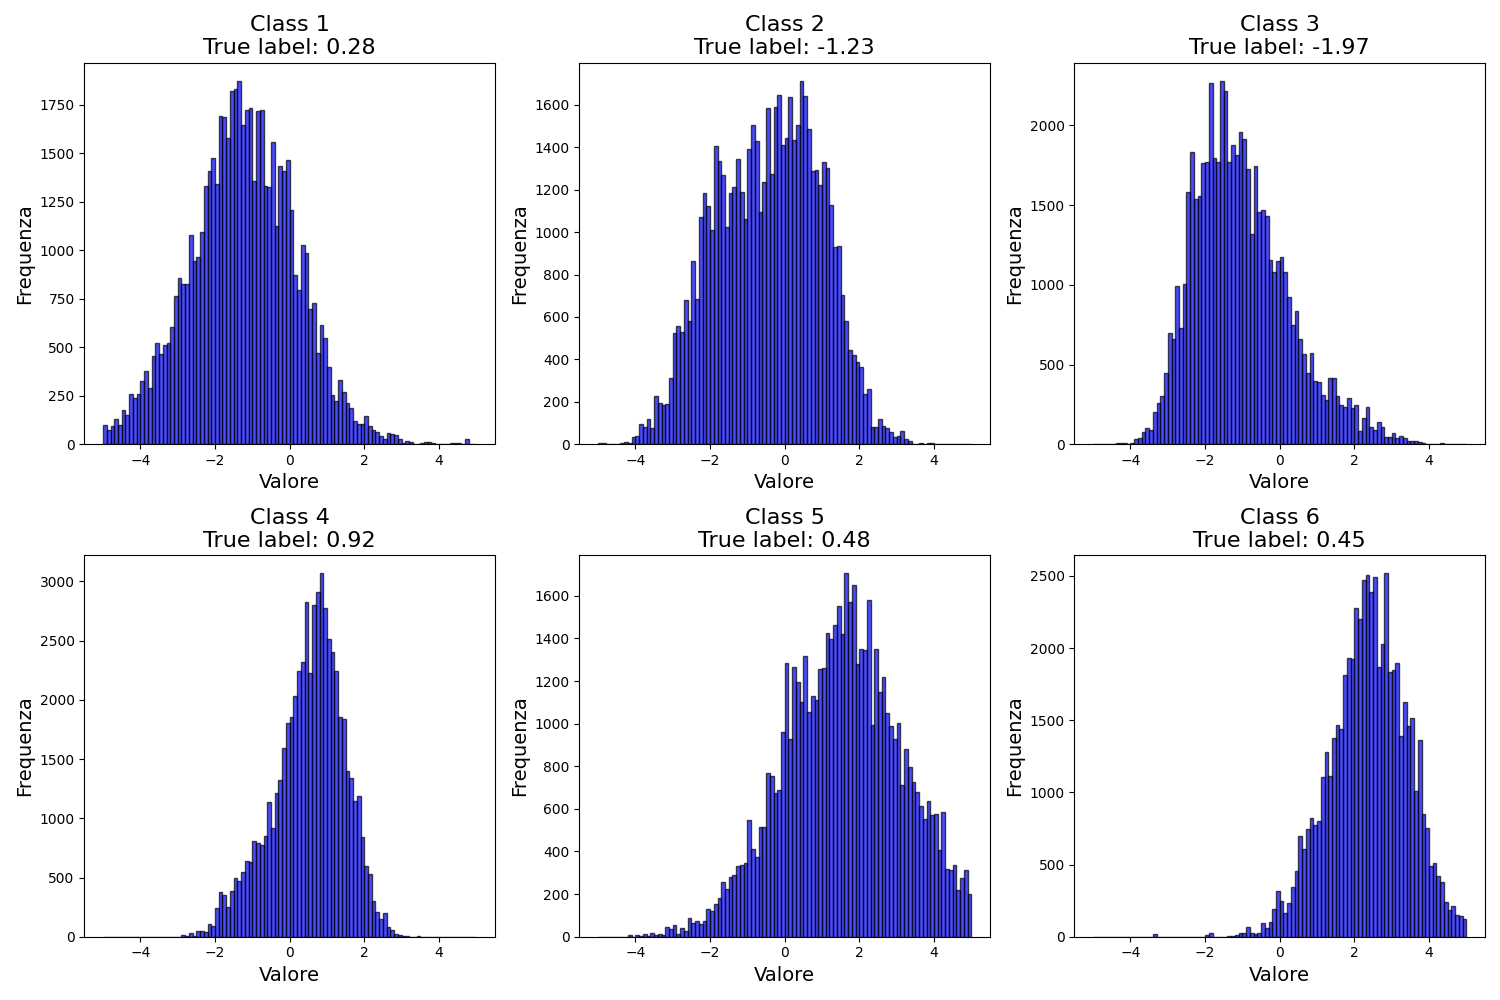 Class 1
True label: 0.28
Frequenza
1750
1500
1250
1000
750
500
250
0
−4 −2 0 2 4
Valore
Class 2
True label: -1.23
Frequenza
1600
1400
1200
1000
800
600
400
200
0
−4 −2 0 2 4
Valore
Class 3
True label: -1.97
Frequenza
2000
1500
1000
500
0
−4 −2 0 2 4
Valore
Class 4
True label: 0.92
Frequenza
3000
2500
2000
1500
1000
500
0
−4 −2 0 2 4
Valore
Class 5
True label: 0.48
Frequenza
1600
1400
1200
1000
800
600
400
200
0
−4 −2 0 2 4
Valore
Class 6
True label: 0.45
Frequenza
2500
2000
1500
1000
500
0
−4 −2 0 2 4
Valore